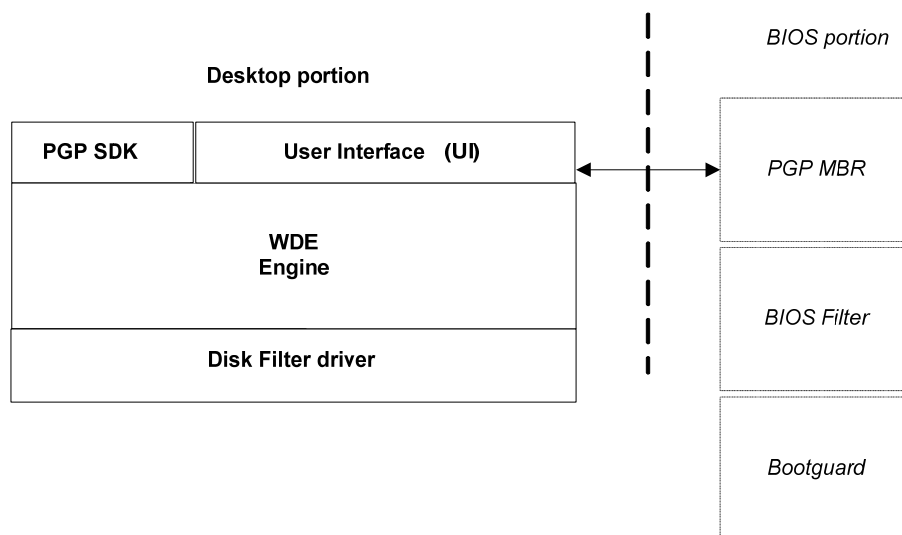 BIOS portion
Desktop portion
PGP SDK
User Interface (UI)
PGP MBR
WDE
Engine
BIOS Filter
Disk Filter driver
Bootguard